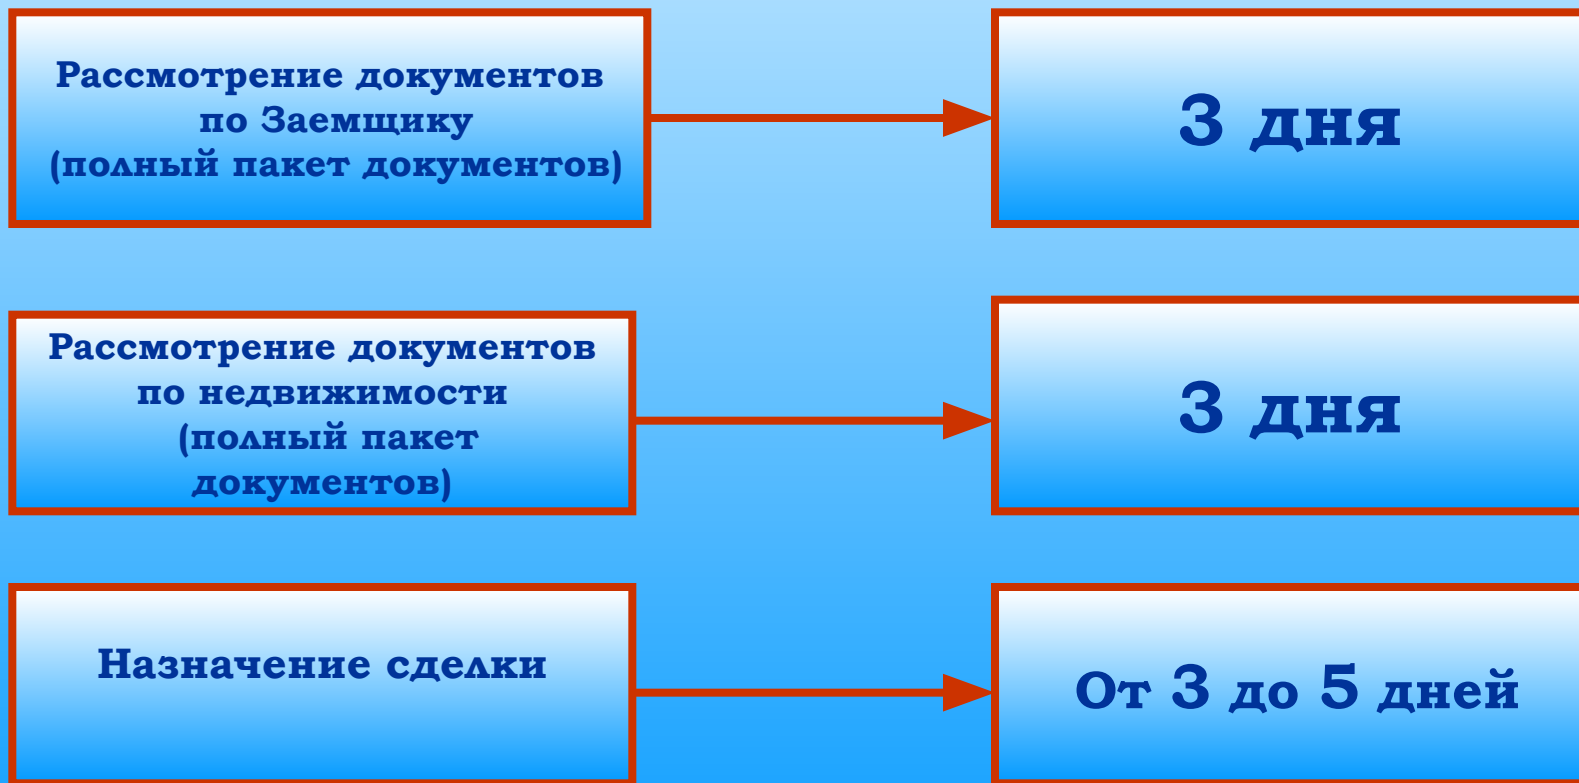 Рассмотрение документов
по Заемщику
(полный пакет документов)
3 дня
Рассмотрение документов
по недвижимости
(полный пакет
документов)
3 дня
Назначение сделки
От 3 до 5 дней